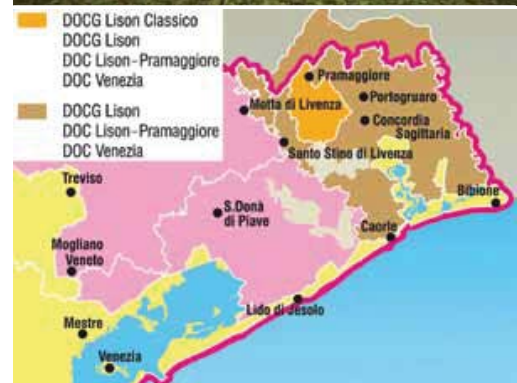 DOCG Lison Classico
DOCG Lison
DOC Lison-Pramaggiore
DOC Venezia
DOCG Lison
DOC Lison-Pramaggiore
DOC Venezia
Pramaggiore
Portogruaro
Motta di Livenza
Concordia
Sagittaria
Santo Stino di Livenza
Treviso
Bibione
S.Donà
di Piave
Caorle
Mogliano
Veneto
Lido di Jesolo
Mestre
Venezia